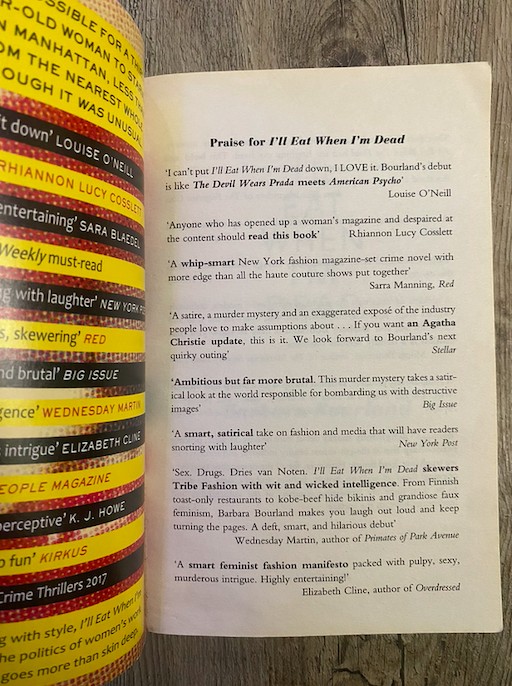 SSIBLE FOR A TH
R-OLD WOMAN TO STAR
N MANHATTAN, LESS THA
OM THE NEAREST WHOLE
OUGH IT WAS UNUSUAL
't down' LOUISE O'NEILL
RHIANNON LUCY COSSLETT
entertaining' SARA BLAEDEL
Weekly must-read
g with laughter' NEW YORK PO
s, skewering' RED
nd brutal' BIG ISSUE
gence' WEDNESDAY MARTIN
intrigue' ELIZABETH CLINE
EOPLE MAGAZINE
perceptive' K. J. HOWE
p fun' KIRKUS
Crime Thrillers 2017
g with style, I'll Eat When I'm
he politics of women's work
goes more than skin deep.
Praise for I'll Eat When I'm Dead
'I can't put I'll Eat When I'm Dead down, I LOVE it. Bourland's debut
is like The Devil Wears Prada meets American Psycho'
Louise O'Neill
'Anyone who has opened up a woman's magazine and despaired at
the content should read this book' Rhiannon Lucy Cosslett
'A whip-smart New York fashion magazine-set crime novel with
more edge than all the haute couture shows put together'
Sarra Manning, Red
'A satire, a murder mystery and an exaggerated exposé of the industry
people love to make assumptions about . . . If you want an Agatha
Christie update, this is it. We look forward to Bourland's next
quirky outing' Stellar
'Ambitious but far more brutal. This murder mystery takes a satir-
ical look at the world responsible for bombarding us with destructive
images' Big Issue
'A smart, satirical take on fashion and media that will have readers
snorting with laughter' New York Post
'Sex. Drugs. Dries van Noten. I'll Eat When I'm Dead skewers
Tribe Fashion with wit and wicked intelligence. From Finnish
toast-only restaurants to kobe-beef hide bikinis and grandiose faux
feminism, Barbara Bourland makes you laugh out loud and keep
turning the pages. A deft, smart, and hilarious debut'
Wednesday Martin, author of Primates of Park Avenue
'A smart feminist fashion manifesto packed with pulpy, sexy,
murderous intrigue. Highly entertaining!'
Elizabeth Cline, author of Overdressed